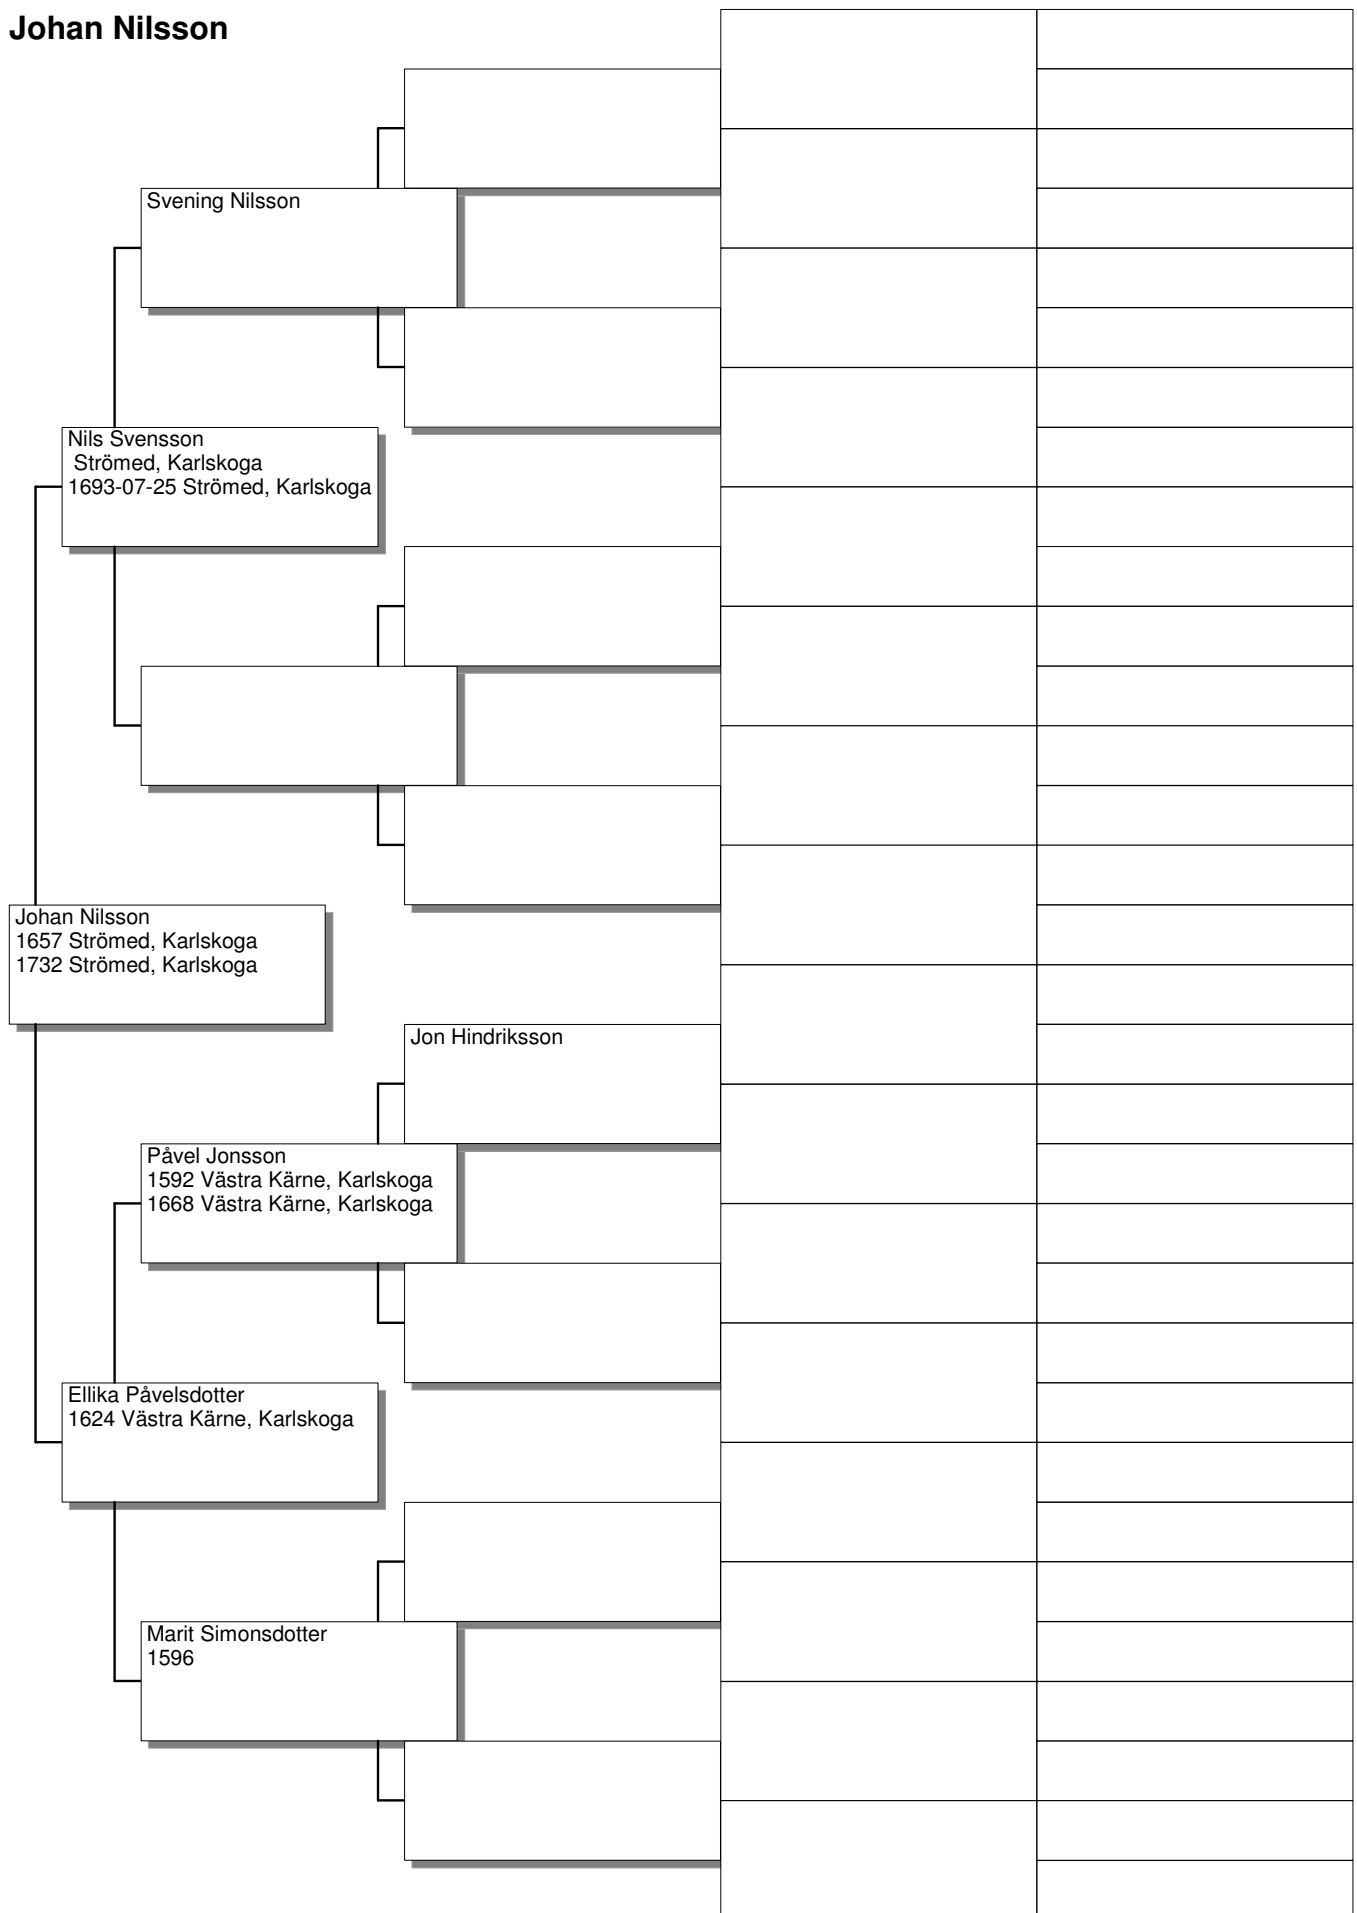 Johan Nilsson
Svening Nilsson
Nils Svensson
Strömed, Karlskoga
1693-07-25 Strömed, Karlskoga
Johan Nilsson
1657 Strömed, Karlskoga
1732 Strömed, Karlskoga
Jon Hindriksson
Påvel Jonsson
1592 Västra Kärne, Karlskoga
1668 Västra Kärne, Karlskoga
Ellika Påvelsdotter
1624 Västra Kärne, Karlskoga
Marit Simonsdotter
1596